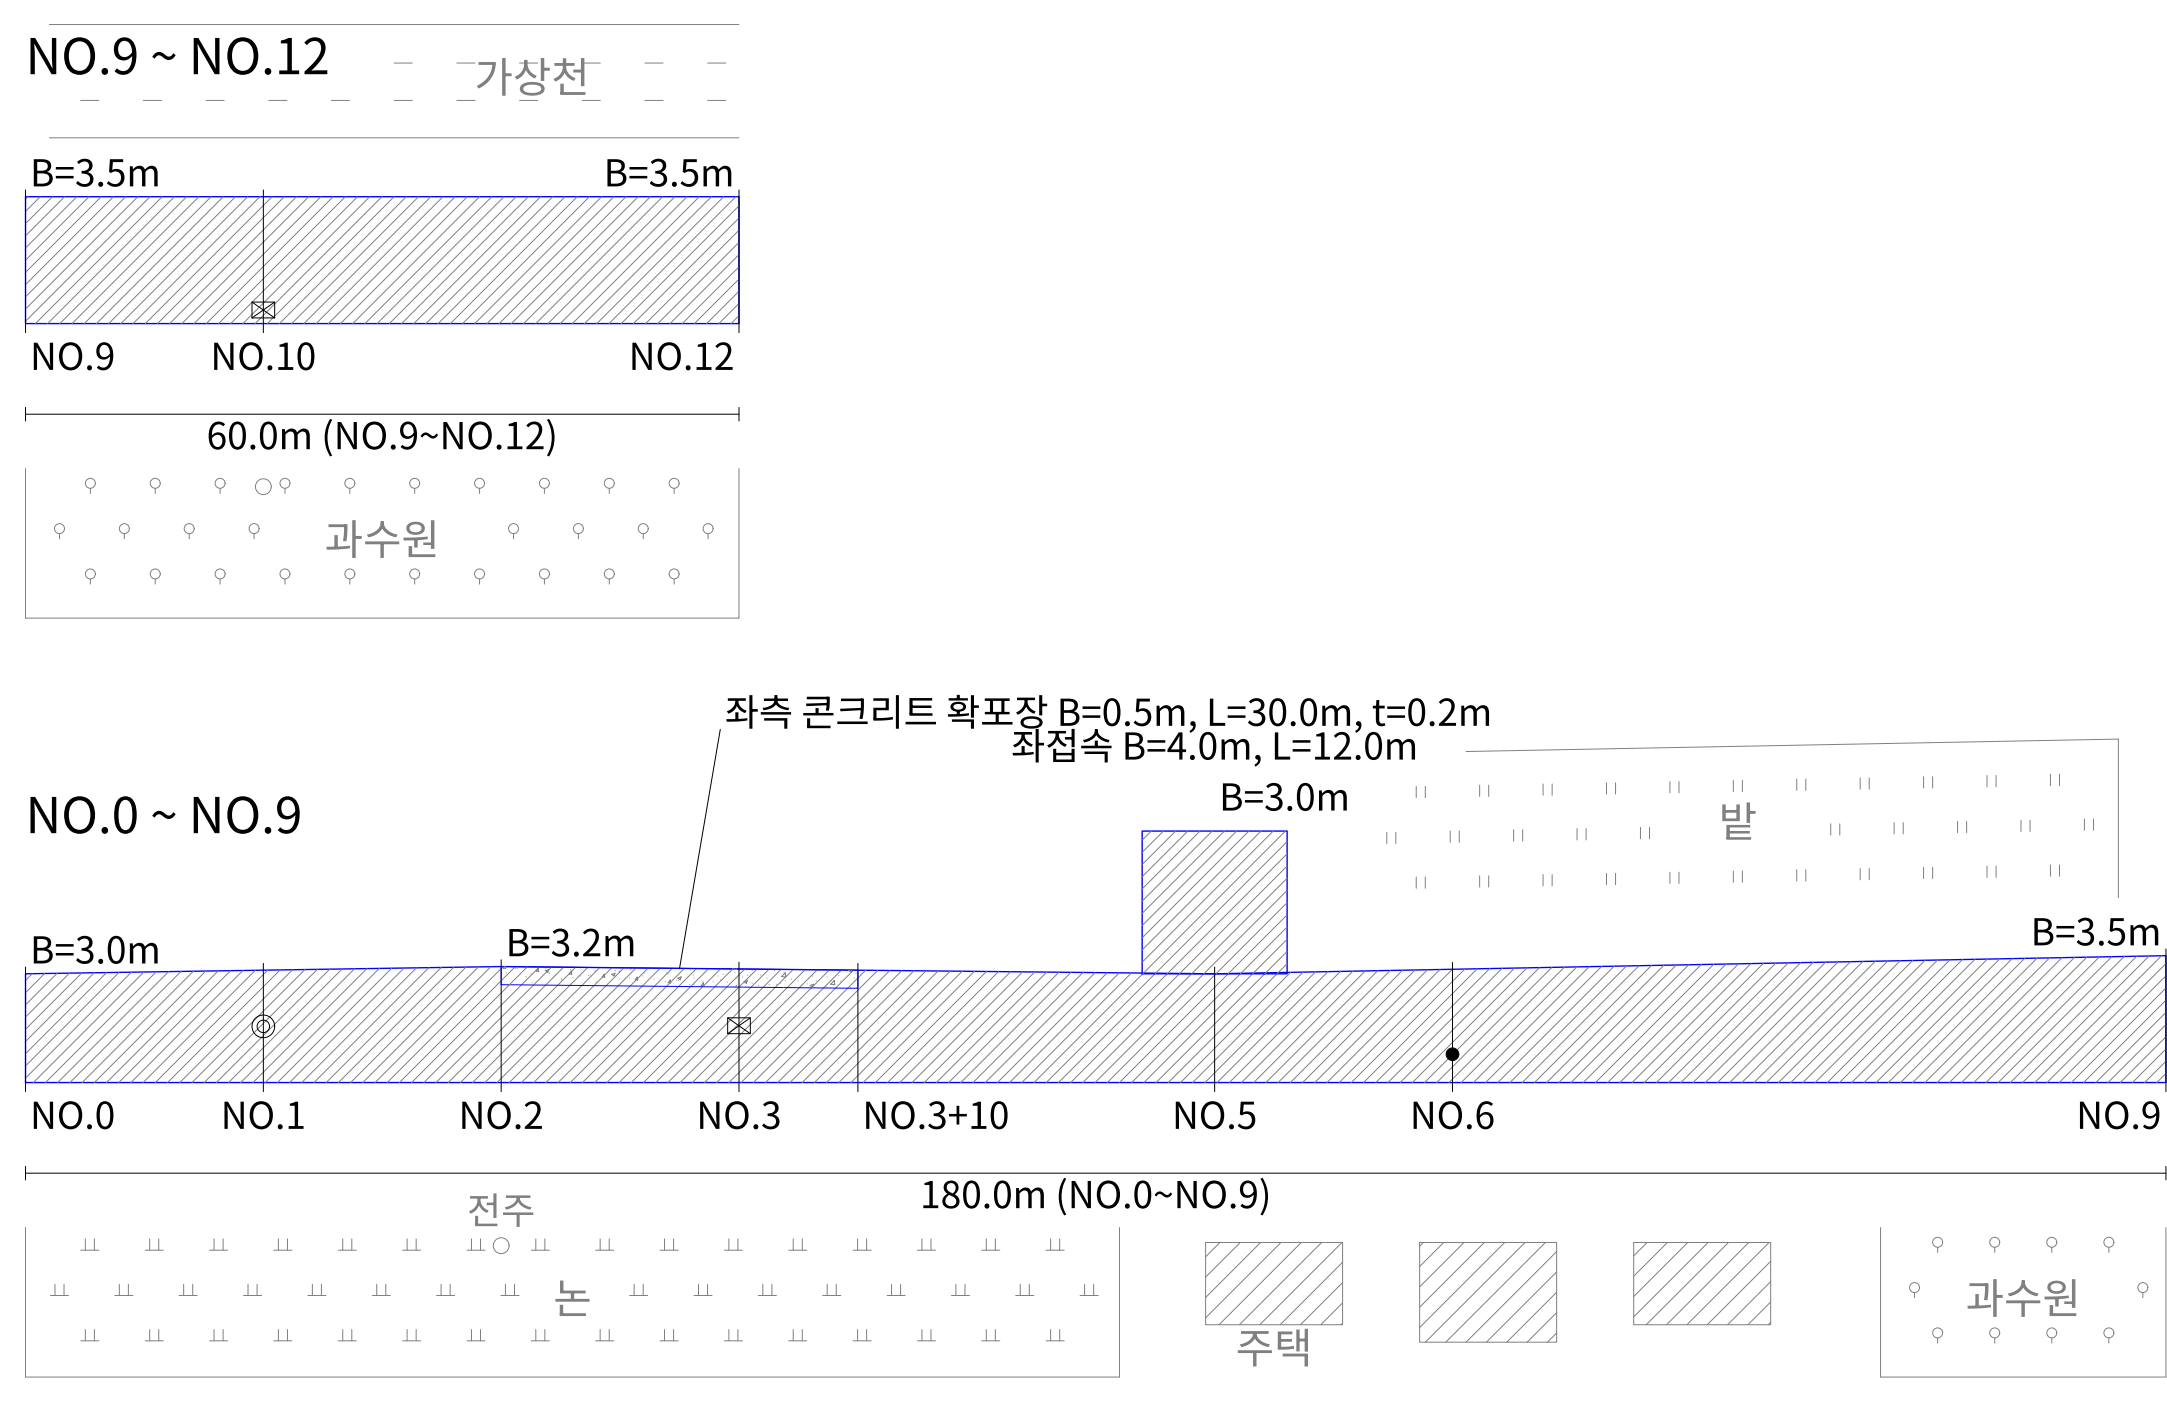 NO.9 ~ NO.12
가상천
B=3.5m
B=3.5m
NO.9
NO.10
NO.12
60.0m (NO.9~NO.12)
과수원
좌측 콘크리트 확포장 B=0.5m, L=30.0m, t=0.2m
좌접속 B=4.0m, L=12.0m
B=3.0m
NO.0 ~ NO.9
밭
B=3.0m
B=3.2m
B=3.5m
NO.0
NO.1
NO.2
NO.3
NO.3+10
NO.5
NO.6
NO.9
180.0m (NO.0~NO.9)
전주
논
주택
과수원